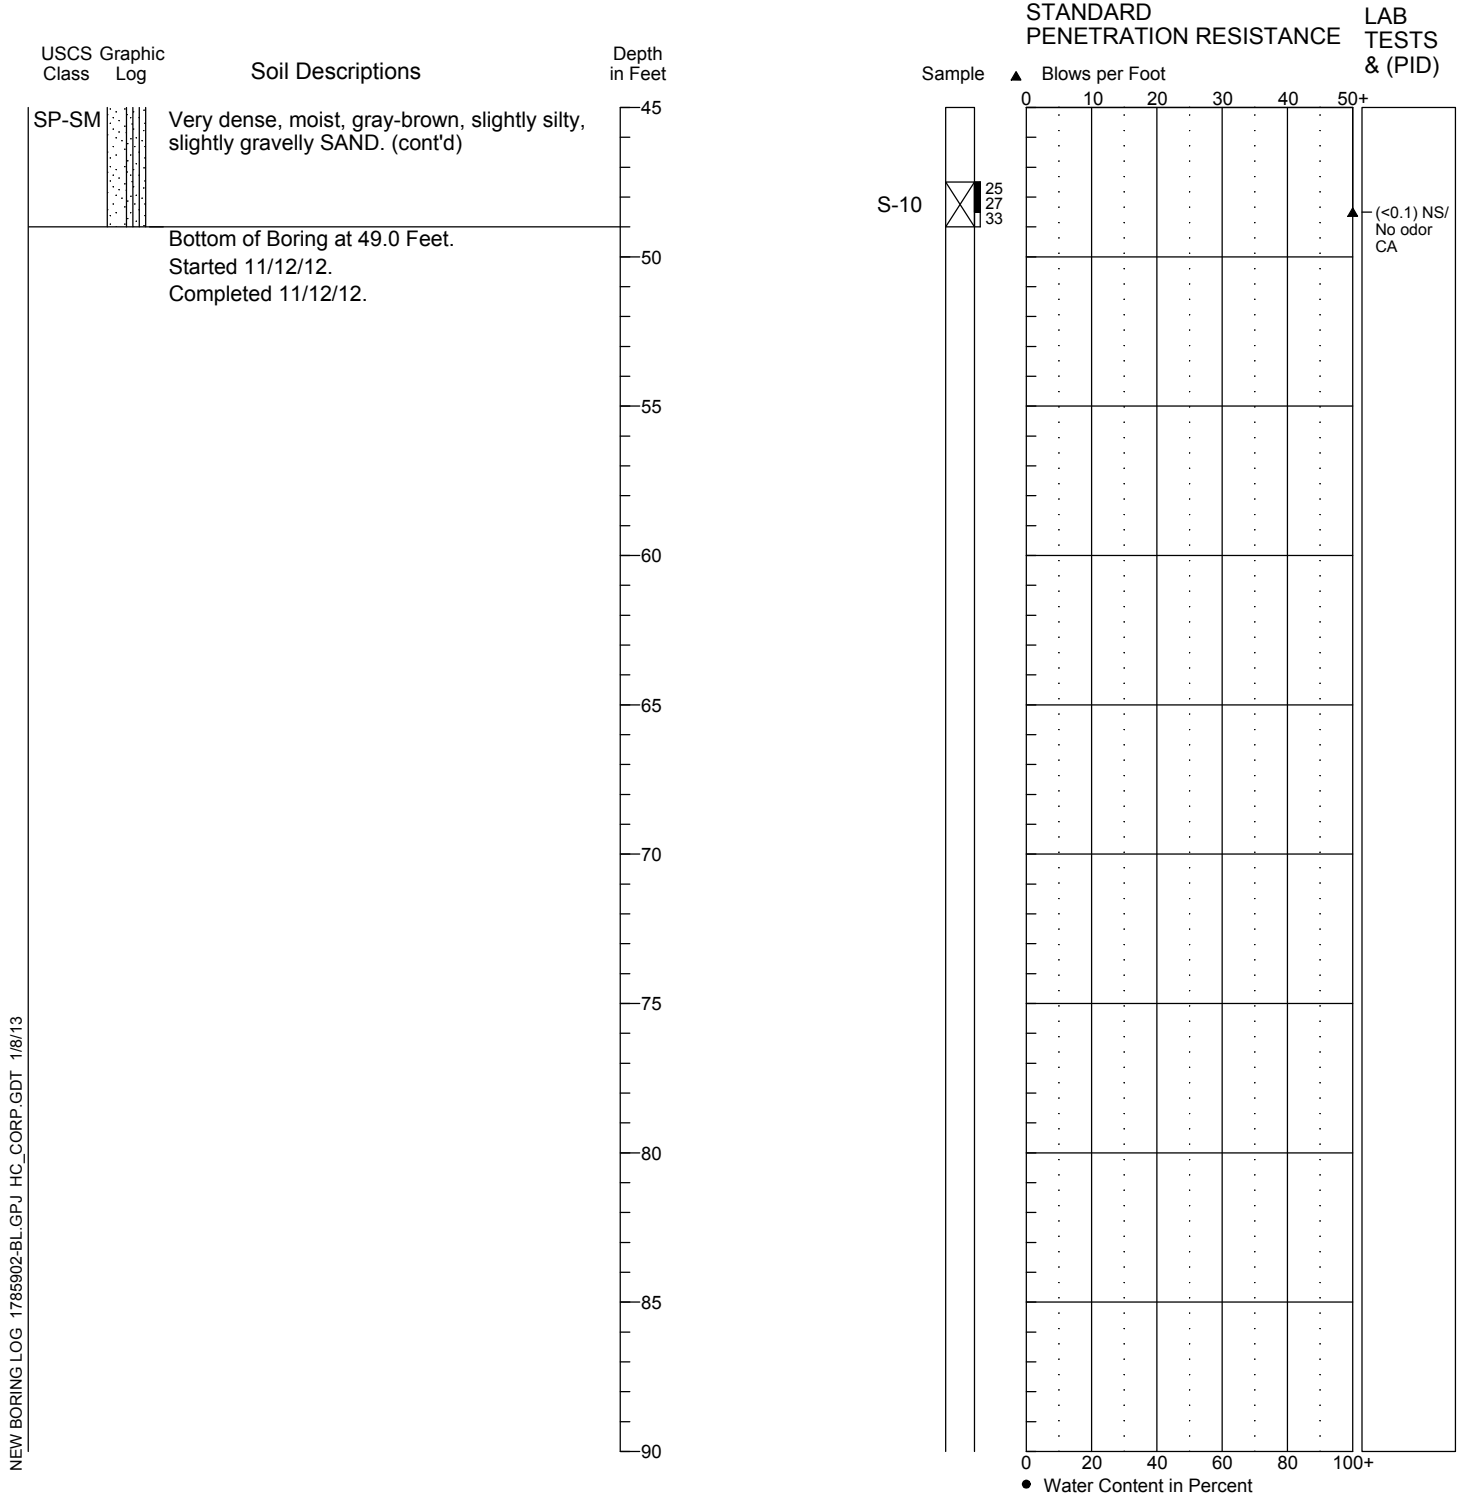 STANDARD
PENETRATION RESISTANCE
LAB
TESTS
& (PID)
USCS Class
Graphic Log
Soil Descriptions
Depth
in Feet
Sample
▲ Blows per Foot
0 10 20 30 40 50+
SP-SM
Very dense, moist, gray-brown, slightly silty,
slightly gravelly SAND. (cont'd)
45
S-10
25
27
33
(<0.1) NS/
No odor
CA
Bottom of Boring at 49.0 Feet.
Started 11/12/12.
Completed 11/12/12.
50
55
60
65
70
75
80
85
90
0 20 40 60 80 100+
● Water Content in Percent
NEW BORING LOG 1785902-BL.GPJ HC_CORP.GDT 1/8/13